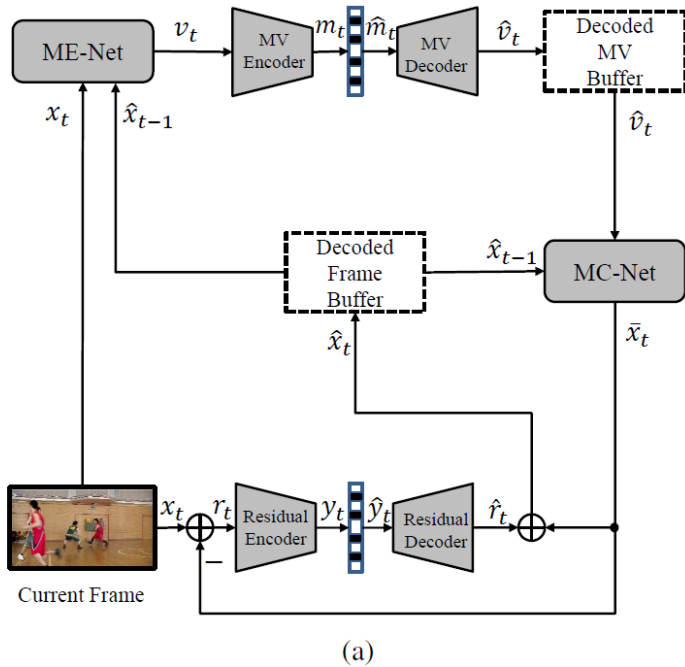 ME-Net
v_t
MV
Encoder
m_t
m̂_t
MV
Decoder
v̂_t
Decoded
MV
Buffer
x_t
x̂_{t−1}
v̂_t
Decoded
Frame
Buffer
x̂_{t−1}
MC-Net
x̂_t
x̄_t
x_t
r_t
Residual
Encoder
y_t
ŷ_t
Residual
Decoder
r̂_t
−
Current Frame
(a)